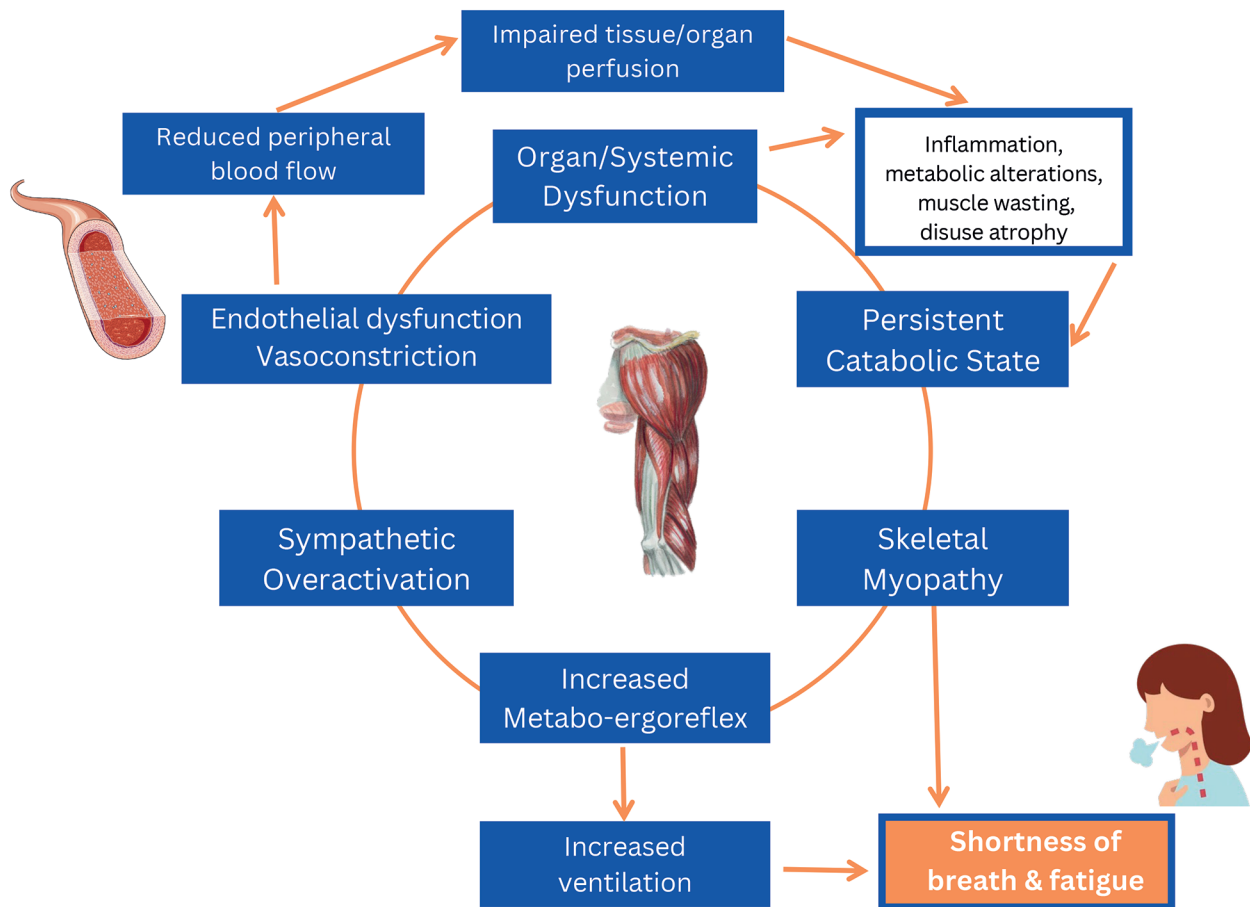 Impaired tissue/organ
perfusion
Reduced peripheral
blood flow
Organ/Systemic
Dysfunction
Inflammation,
metabolic alterations,
muscle wasting,
disuse atrophy
Endothelial dysfunction
Vasoconstriction
Persistent
Catabolic State
Sympathetic
Overactivation
Skeletal
Myopathy
Increased
Metabo-ergoreflex
Increased
ventilation
Shortness of
breath & fatigue